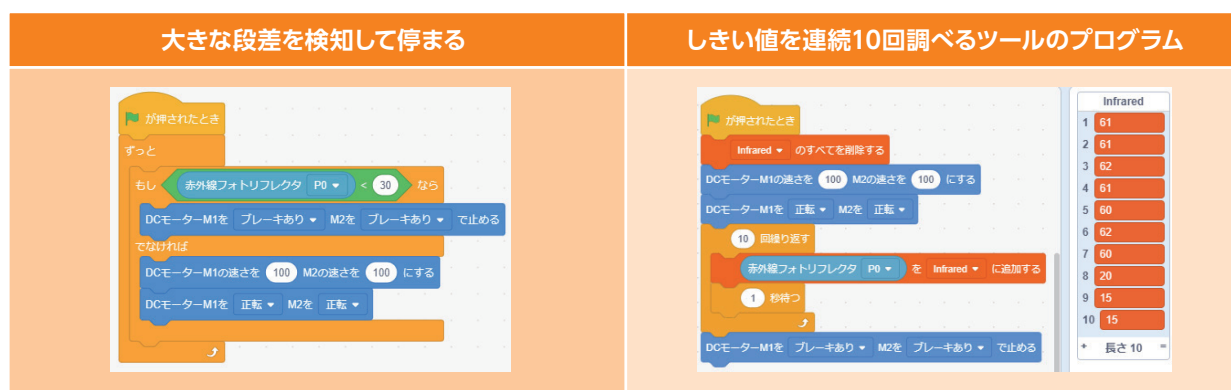 大きな段差を検知して停まる
が押されたとき
ずっと
もし 赤外線フォトリフレクタ P0 < 30 なら
DCモーターM1を ブレーキあり M2を ブレーキあり で止める
でなければ
DCモーターM1の速さを 100 M2の速さを 100 にする
DCモーターM1を 正転 M2を 正転
しきい値を連続10回調べるツールのプログラム
が押されたとき
Infrared のすべてを削除する
DCモーターM1の速さを 100 M2の速さを 100 にする
DCモーターM1を 正転 M2を 正転
10 回繰り返す
赤外線フォトリフレクタ P0 を Infrared に追加する
1 秒待つ
DCモーターM1を ブレーキあり M2を ブレーキあり で止める
Infrared
1 61
2 61
3 62
4 61
5 60
6 62
7 60
8 20
9 15
10 15
+ 長さ 10 =